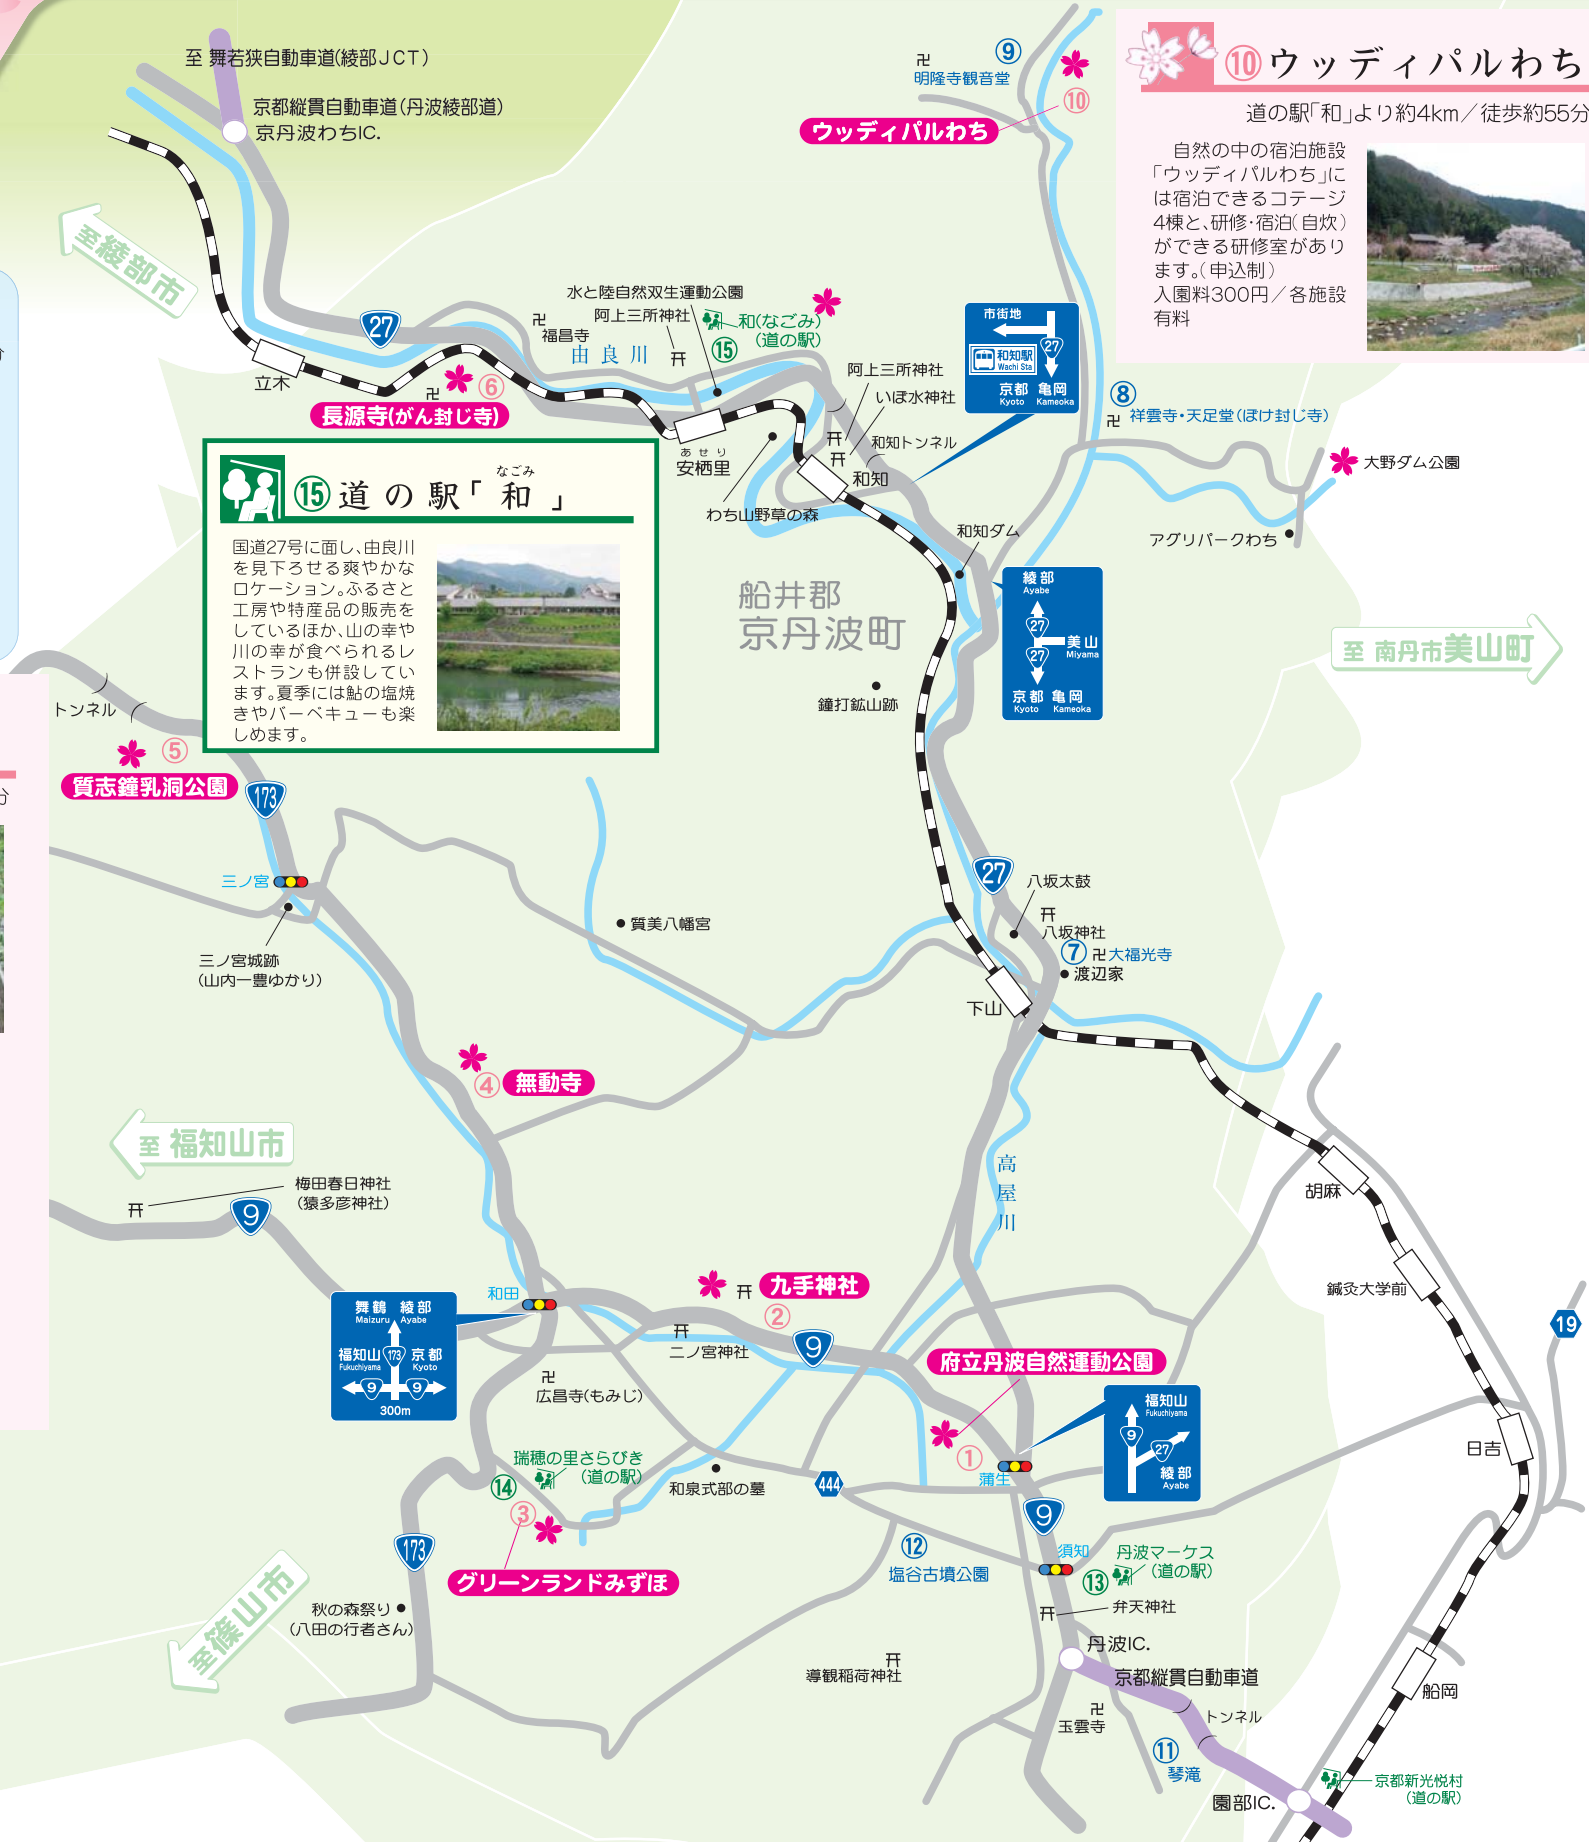 至 舞若狭自動車道(綾部JCT)
京都縦貫自動車道(丹波綾部道)
京丹波わちIC.
至綾部市
卍
明隆寺観音堂
⑨
⑩
ウッディパルわち
⑩ウッディパルわち
道の駅「和」より約4km／徒歩約55分
自然の中の宿泊施設
「ウッディパルわち」に
は宿泊できるコテージ
4棟と、研修・宿泊(自炊)
ができる研修室があり
ます。(申込制)
入園料300円／各施設
有料
27
立木
水と陸自然双生運動公園
阿上三所神社
卍
福昌寺
由良川
和(なごみ)
(道の駅)
⑮
卍
⑥
長源寺(がん封じ寺)
阿上三所神社
いぼ水神社
和知トンネル
和知
あせり
安栖里
わち山野草の森
市街地
和知駅
Wachi Sta
27
京都 亀岡
Kyoto Kameoka
⑧
卍 祥雲寺・天足堂(ぼけ封じ寺)
大野ダム公園
アグリパークわち
和知ダム
⑮道の駅「和」
なごみ
国道27号に面し、由良川
を見下ろせる爽やかな
ロケーション。ふるさと
工房や特産品の販売を
しているほか、山の幸や
川の幸が食べられるレ
ストランも併設してい
ます。夏季には鮎の塩焼
きやバーベキューも楽
しめます。
船井郡
京丹波町
綾部
Ayabe
27
美山
Miyama
27
京都 亀岡
Kyoto Kameoka
至 南丹市美山町
鐘打鉱山跡
トンネル
⑤
質志鐘乳洞公園
分
分
173
三ノ宮
三ノ宮城跡
(山内一豊ゆかり)
質美八幡宮
27
八坂太鼓
八坂神社
⑦ 卍大福光寺
渡辺家
下山
④ 無動寺
至 福知山市
梅田春日神社
(猿多彦神社)
9
高屋川
胡麻
鍼灸大学前
19
和田
舞鶴 綾部
Maizuru Ayabe
福知山 173 京都
Fukuchiyama Kyoto
9 9
300m
九手神社
②
二ノ宮神社
9
卍
広昌寺(もみじ)
府立丹波自然運動公園
①
蒲生
福知山
Fukuchiyama
9
27
綾部
Ayabe
日吉
瑞穂の里さらびき
(道の駅)
⑭
③
和泉式部の墓
444
9
173
グリーンランドみずほ
⑫
塩谷古墳公園
須知
丹波マーケス
(道の駅)
⑬
秋の森祭り
(八田の行者さん)
弁天神社
至篠山市
丹波IC.
京都縦貫自動車道
導観稲荷神社
卍
玉雲寺
トンネル
船岡
⑪
琴滝
園部IC.
京都新光悦村
(道の駅)